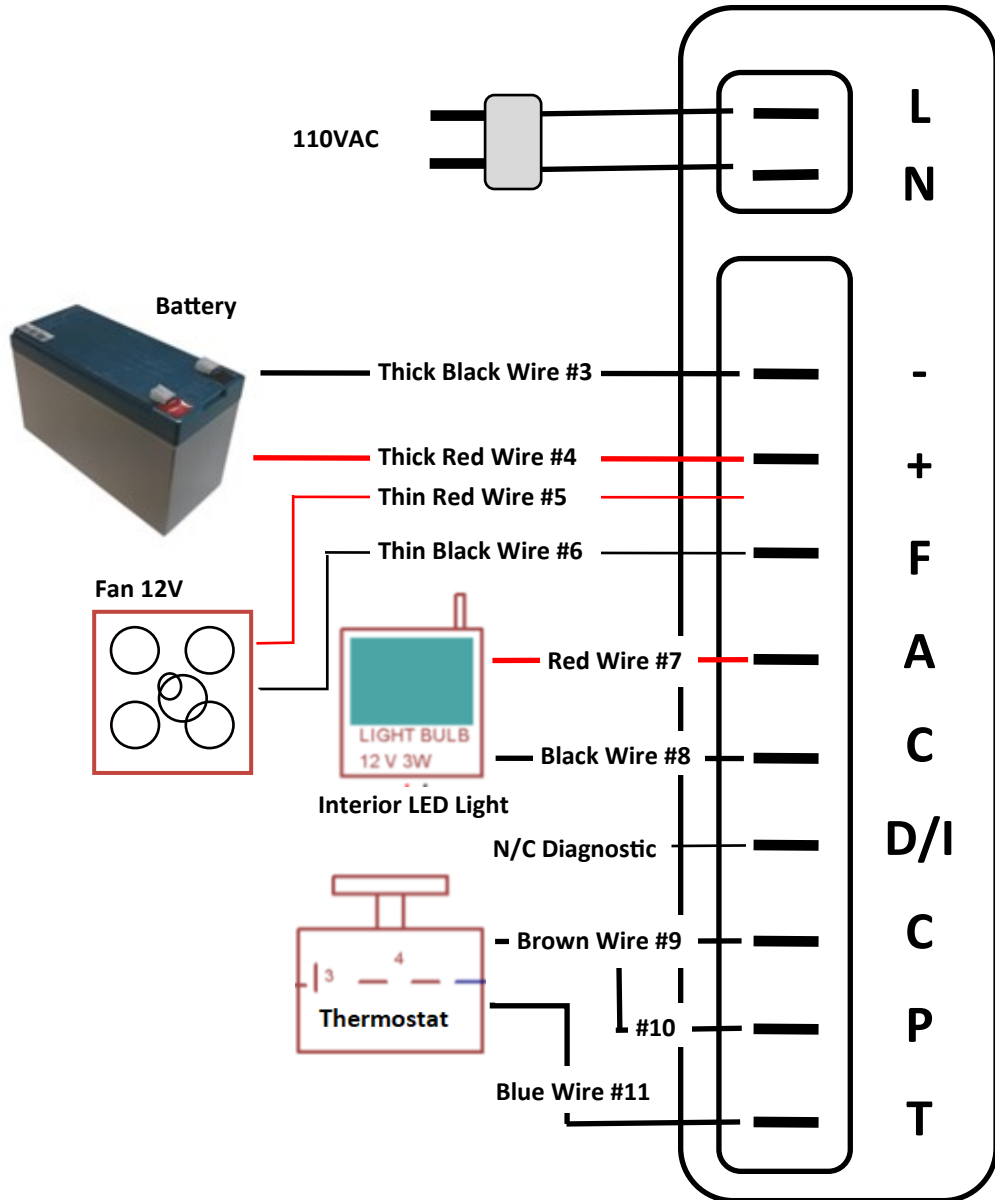 L
110VAC
N
Battery
Thick Black Wire #3
-
Thick Red Wire #4
+
Thin Red Wire #5
Thin Black Wire #6
F
Fan 12V
Red Wire #7
A
LIGHT BULB
12 V 3W
Black Wire #8
C
Interior LED Light
N/C Diagnostic
D/I
Brown Wire #9
C
3
4
Thermostat
#10
P
Blue Wire #11
T